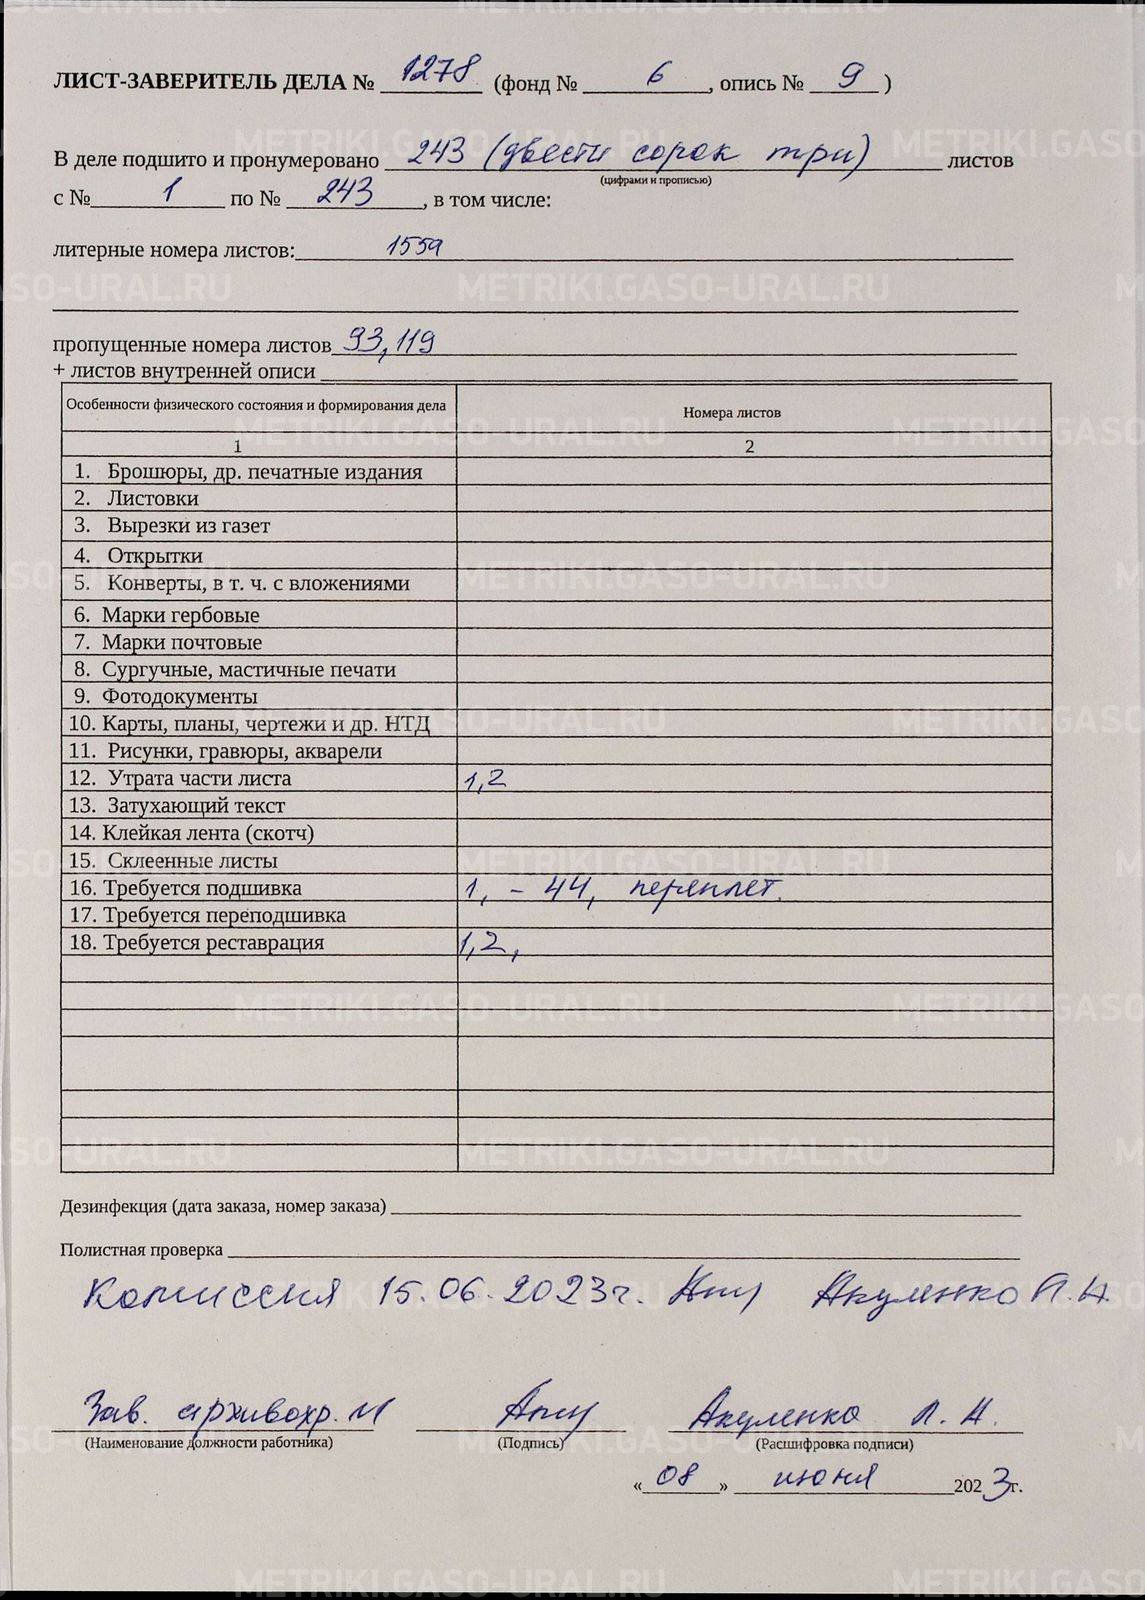 ЛИСТ-ЗАВЕРИТЕЛЬ ДЕЛА № 1278 (фонд № 6, опись № 9)
В деле подшито и пронумеровано 243 (двести сорок три) листов
(цифрами и прописью)
с № 1 по № 243, в том числе:
литерные номера листов: 155а
пропущенные номера листов 93,119
+ листов внутренней описи
Особенности физического состояния и формирования дела Номера листов
1 2
1. Брошюры, др. печатные издания
2. Листовки
3. Вырезки из газет
4. Открытки
5. Конверты, в т. ч. с вложениями
6. Марки гербовые
7. Марки почтовые
8. Сургучные, мастичные печати
9. Фотодокументы
10. Карты, планы, чертежи и др. НТД
11. Рисунки, гравюры, акварели
12. Утрата части листа 1,2
13. Затухающий текст
14. Клейкая лента (скотч)
15. Склеенные листы
16. Требуется подшивка 1, - 44, переплет.
17. Требуется переподшивка
18. Требуется реставрация 1,2,
Дезинфекция (дата заказа, номер заказа)
Полистная проверка
Комиссия 15.06.2023г. Акуленко Л.Н.
Зав. архивохр. Акуленко Л.Н.
(Наименование должности работника) (Подпись) (Расшифровка подписи)
«08» июня 2023г.
METRIKI.GASO-URAL.RU